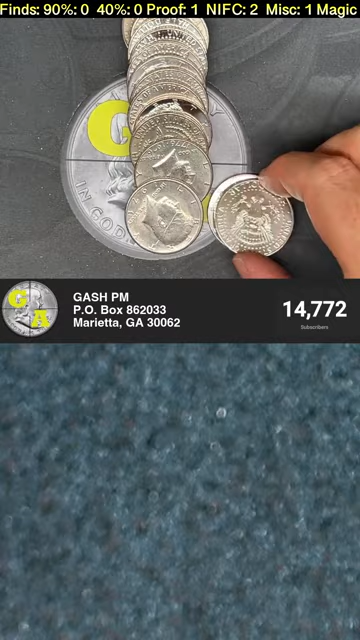 Finds: 90%: 0 40%: 0 Proof: 1 NIFC: 2 Misc: 1 Magic
G
IN GOD
GASH PM
P.O. Box 862033
Marietta, GA 30062
G
A
14,772
Subscribers